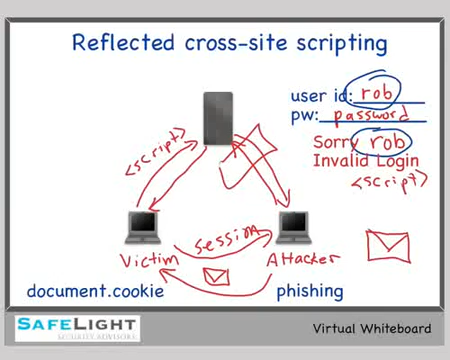 Reflected cross-site scripting
user id: rob
pw: password
Sorry rob
Invalid Login
<script>
<script>
session
Victim
Attacker
document.cookie
phishing
SAFELIGHT
SECURITY ADVISORS
Virtual Whiteboard